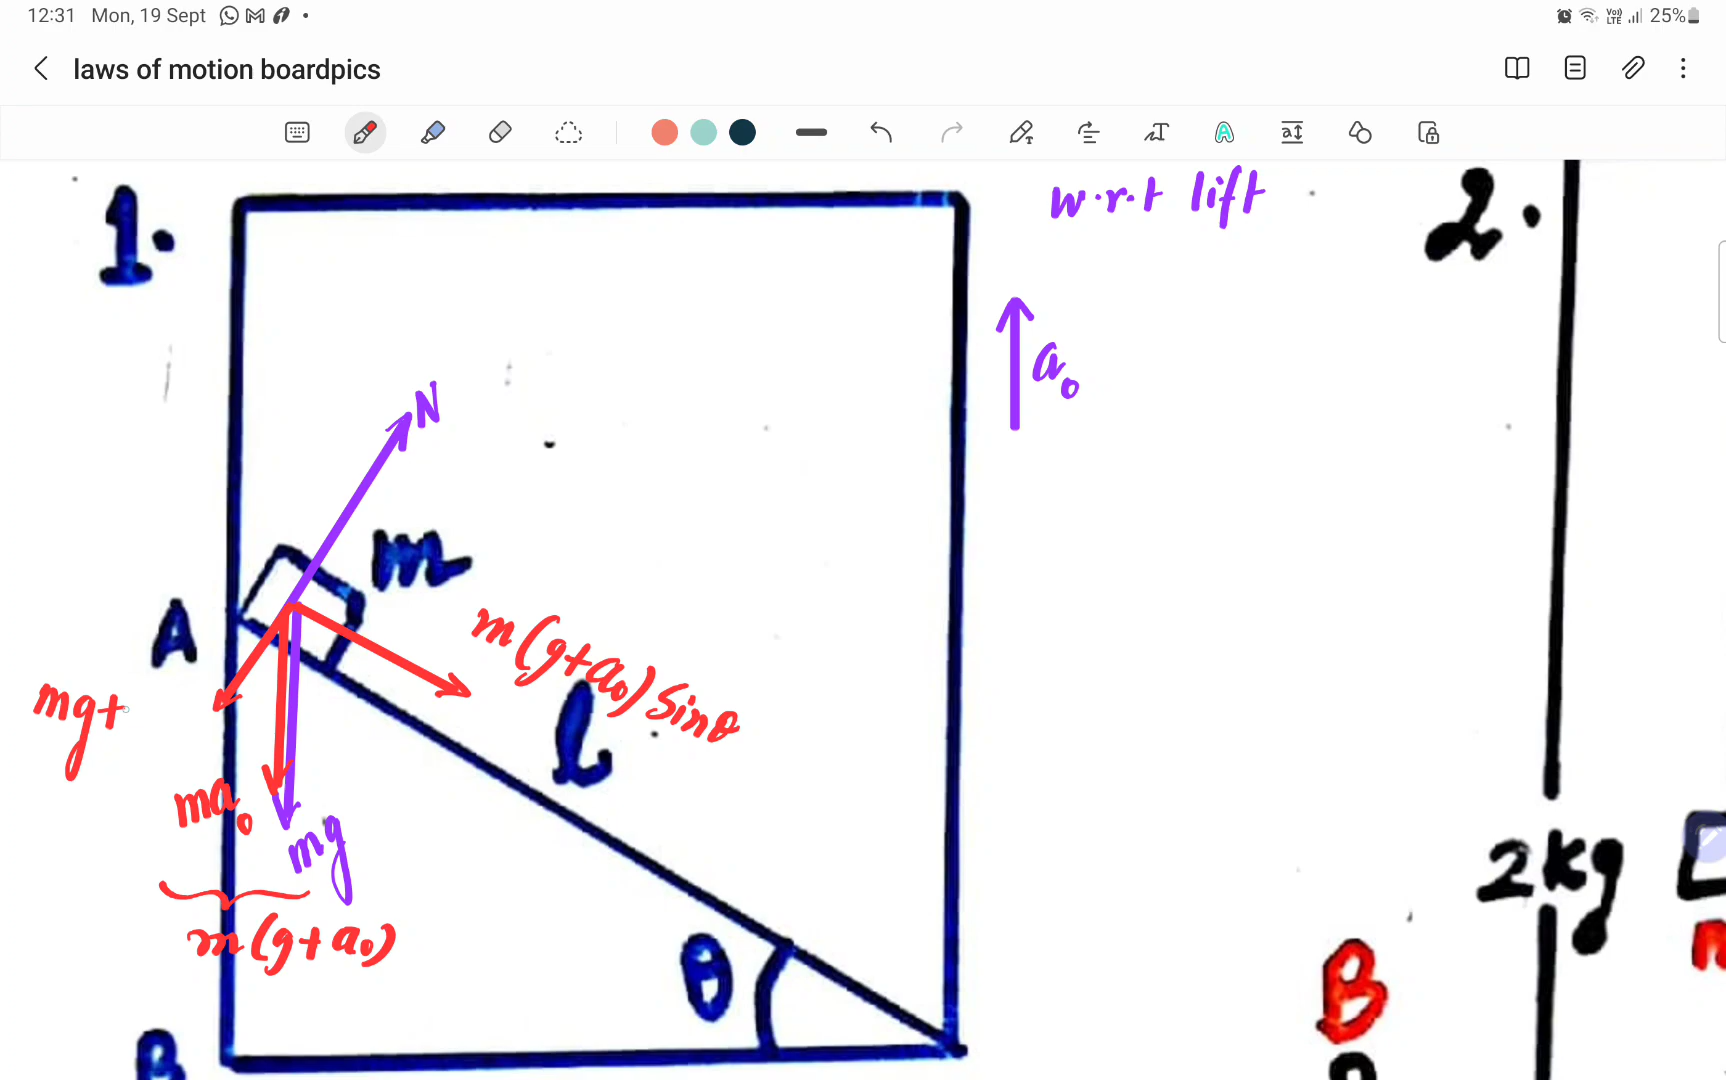 12:31 Mon, 19 Sept
25%
laws of motion boardpics
1.
w.r.t lift
2.
a₀
N
m
A
m(g+a₀) sinθ
mg+
l
ma₀
mg
m(g+a₀)
2kg
θ
B
B